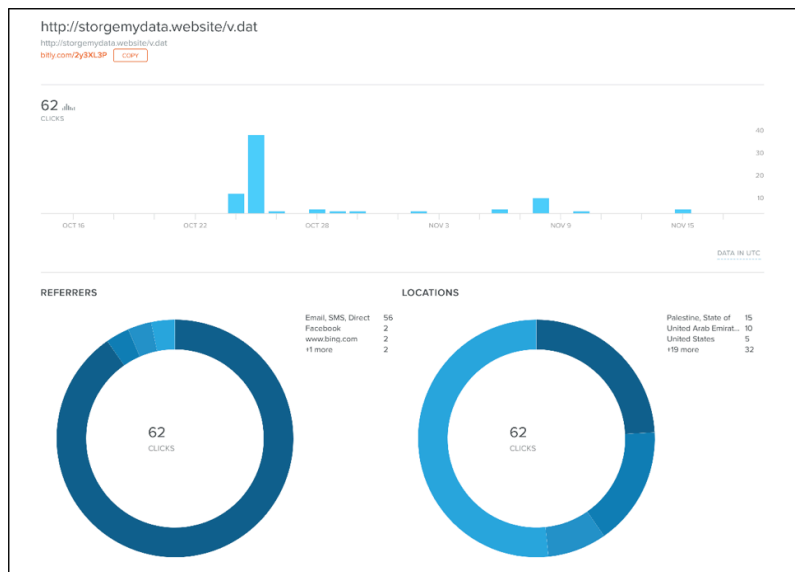 http://storgemydata.website/v.dat
http://storgemydata.website/v.dat
bitly.com/2y3XL3P COPY
62
CLICKS
40
30
20
10
OCT 16 OCT 22 OCT 28 NOV 3 NOV 9 NOV 15
DATA IN UTC
REFERRERS
Email, SMS, Direct 56
Facebook 2
www.bing.com 2
+1 more 2
62
CLICKS
LOCATIONS
Palestine, State of 15
United Arab Emirat... 10
United States 5
+19 more 32
62
CLICKS